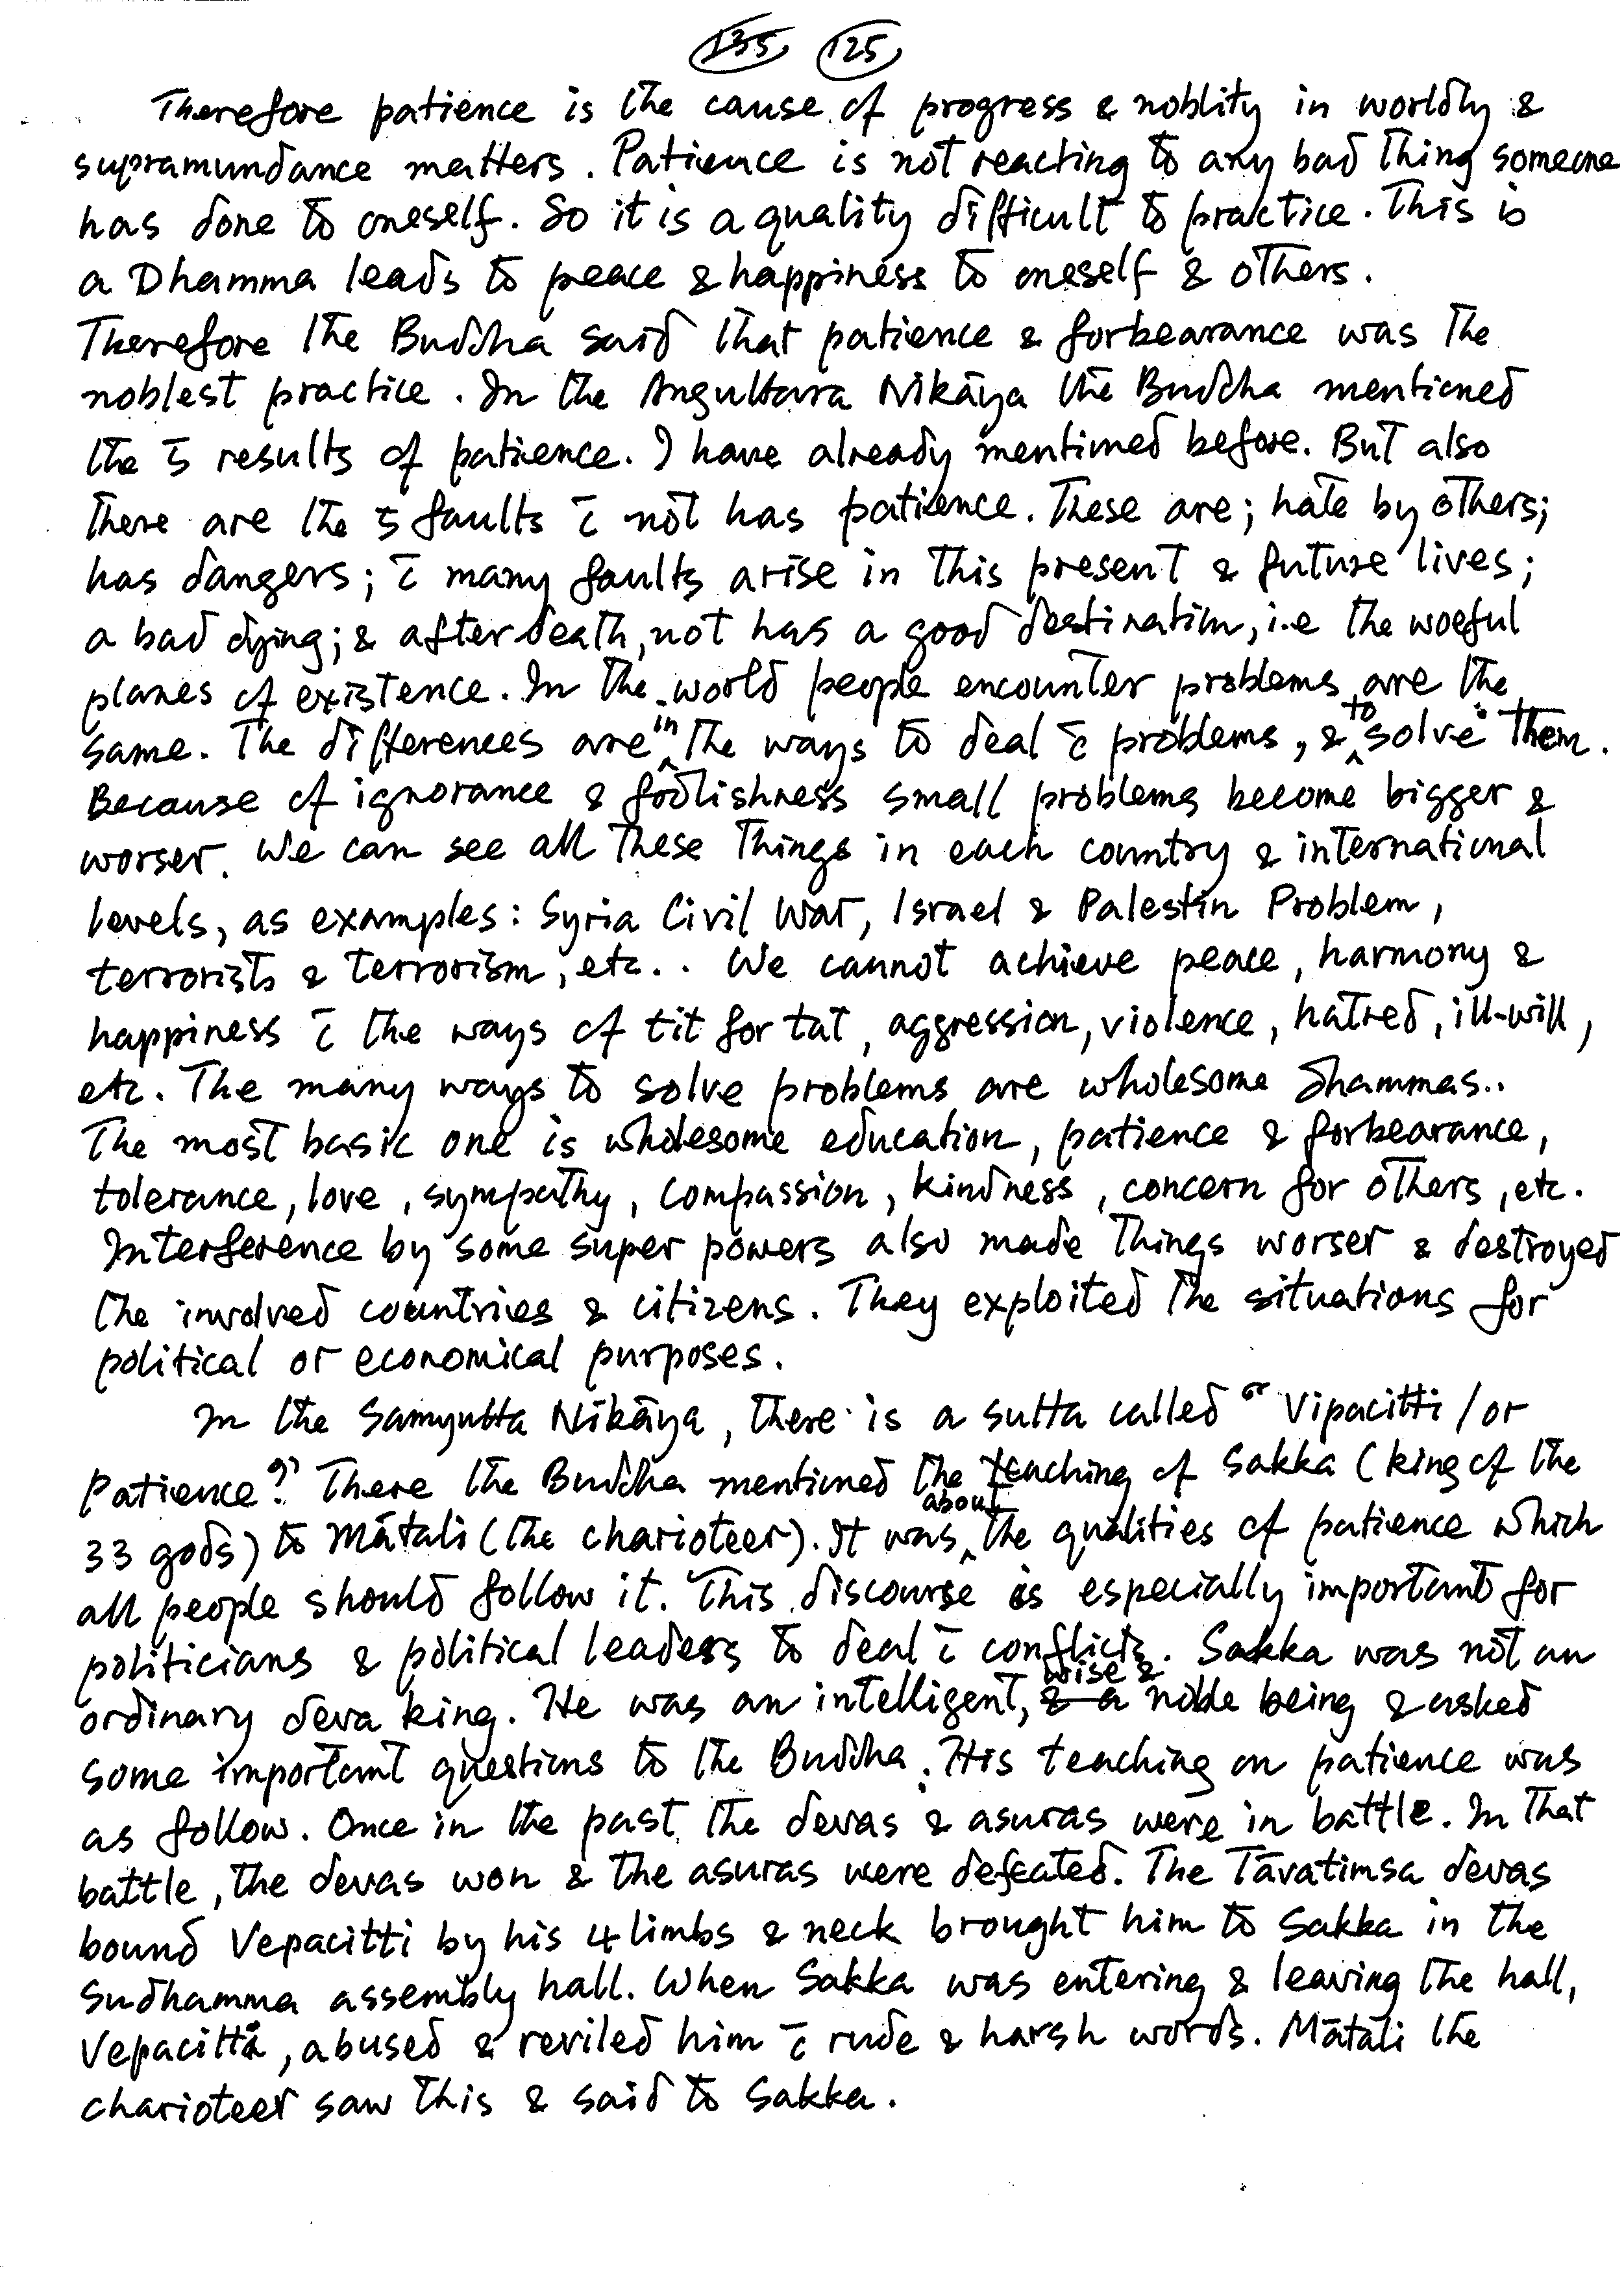 135 125
Therefore patience is the cause of progress & noblity in worldly &
supramundance matters. Patience is not reacting to any bad thing someone
has done to oneself. So it is a quality difficult to practice. This is
a Dhamma leads to peace & happiness to oneself & others.
Therefore the Buddha said that patience & forbearance was the
noblest practice. In the Anguttara Nikāya the Buddha mentioned
the 5 results of patience. I have already mentioned before. But also
there are the 5 faults c̄ not has patience. These are; hate by others;
has dangers; c̄ many faults arise in this present & future lives;
a bad dying; & after death, not has a good destination, i.e the woeful
planes of existence. In the world people encounter problems are the
same. The differences are in the ways to deal c̄ problems, & to solve them.
Because of ignorance & foolishness small problems become bigger &
worser. We can see all these things in each country & international
levels, as examples: Syria Civil War, Israel & Palestin Problem,
terrorists & terrorism, etc.. We cannot achieve peace, harmony &
happiness c̄ the ways of tit for tat, aggression, violence, hatred, ill-will,
etc. The many ways to solve problems are wholesome dhammas..
The most basic one is wholesome education, patience & forbearance,
tolerance, love, sympathy, compassion, kindness, concern for others, etc.
Interference by some super powers also made things worser & destroyed
the involved countries & citizens. They exploited the situations for
political or economical purposes.
In the Samyutta Nikāya, there is a sutta called " Vipacitti / or
Patience". There the Buddha mentioned the teaching of Sakka (king of the
33 gods) to Mātali (the charioteer). It was about the qualities of patience which
all people should follow it. This discourse is especially important for
politicians & political leaders to deal c̄ conflicts. Sakka was not an
ordinary deva king. He was an intelligent, & a wise & noble being & asked
some important questions to the Buddha. His teaching on patience was
as follow. Once in the past the devas & asuras were in battle. In that
battle, the devas won & the asuras were defeated. The Tāvatimsa devas
bound Vepacitti by his 4 limbs & neck brought him to Sakka in the
Sudhamma assembly hall. When Sakka was entering & leaving the hall,
Vepacitti, abused & reviled him c̄ rude & harsh words. Mātali the
charioteer saw this & said to Sakka.